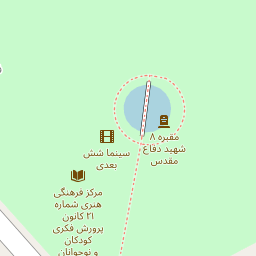 مقبره ۸
شهید دفاع
مقدس
سینما شش
بعدی
مرکز فرهنگی
هنری شماره
۲۱ کانون
پرورش فکری
کودکان
و نوجوانان